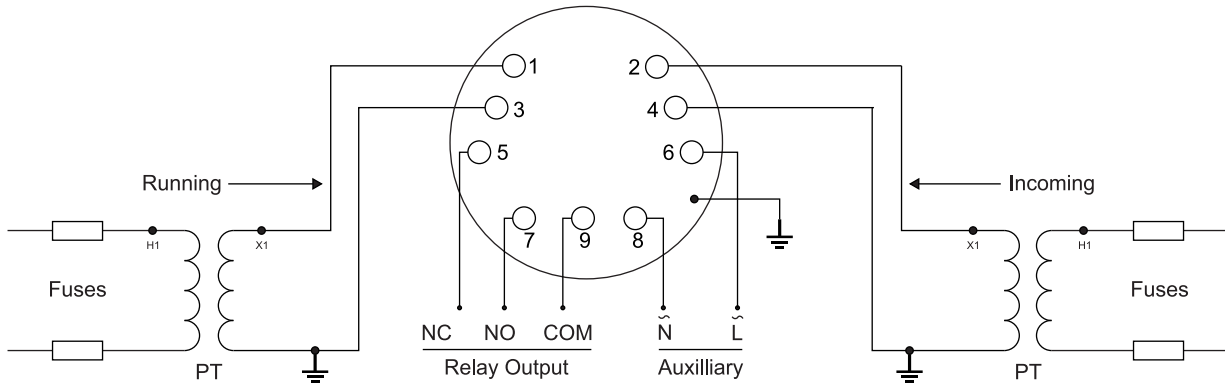 1
2
3
4
5
6
Running
Incoming
7
9
8
H1
X1
X1
H1
Fuses
Fuses
NC NO COM
Ñ L̃
Relay Output
Auxilliary
PT
PT